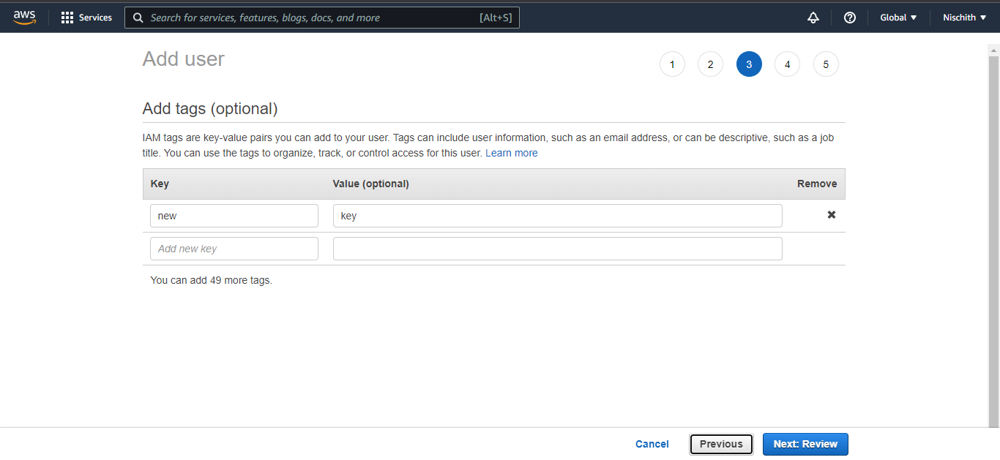 aws Services Search for services, features, blogs, docs, and more [Alt+S] Global Nischith
Add user 1 2 3 4 5
Add tags (optional)
IAM tags are key-value pairs you can add to your user. Tags can include user information, such as an email address, or can be descriptive, such as a job
title. You can use the tags to organize, track, or control access for this user. Learn more
Key Value (optional) Remove
new key
Add new key
You can add 49 more tags.
Cancel Previous Next: Review